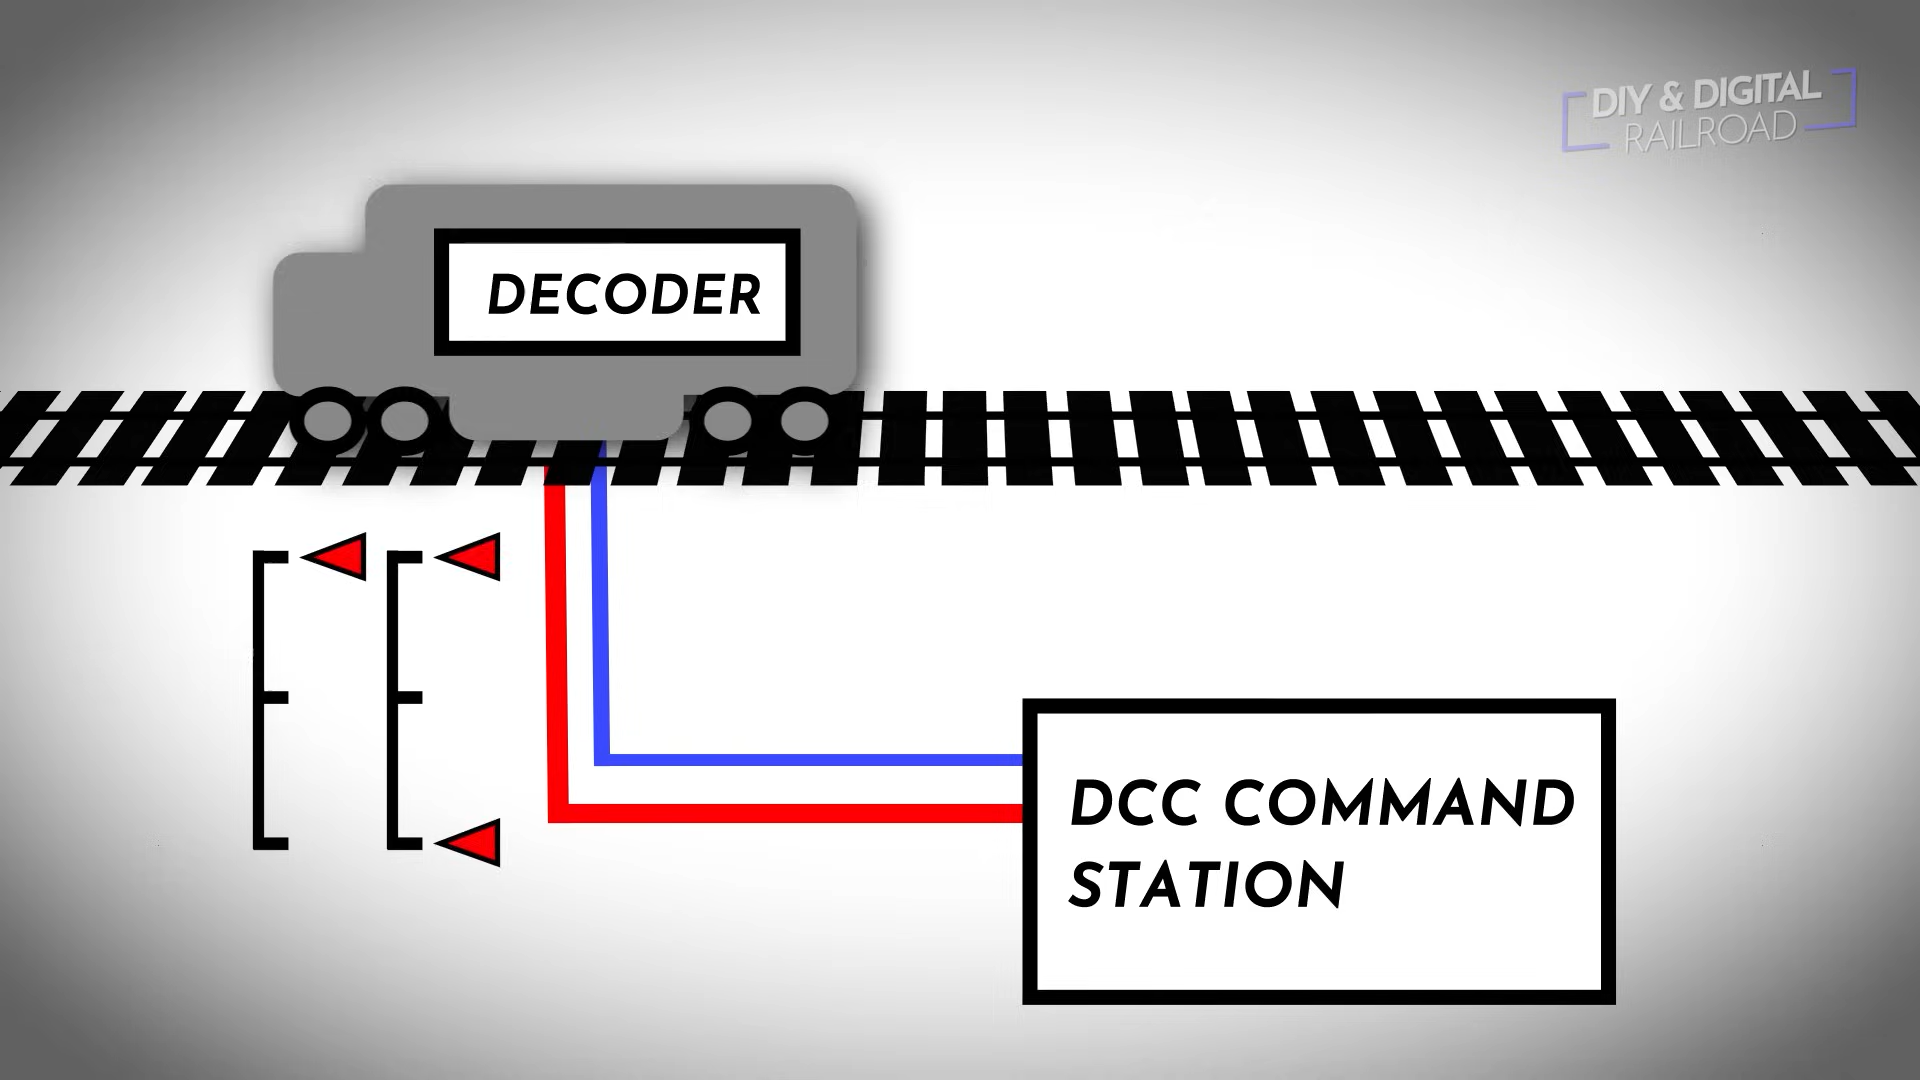 DIY & DIGITAL
RAILROAD
DECODER
DCC COMMAND
STATION